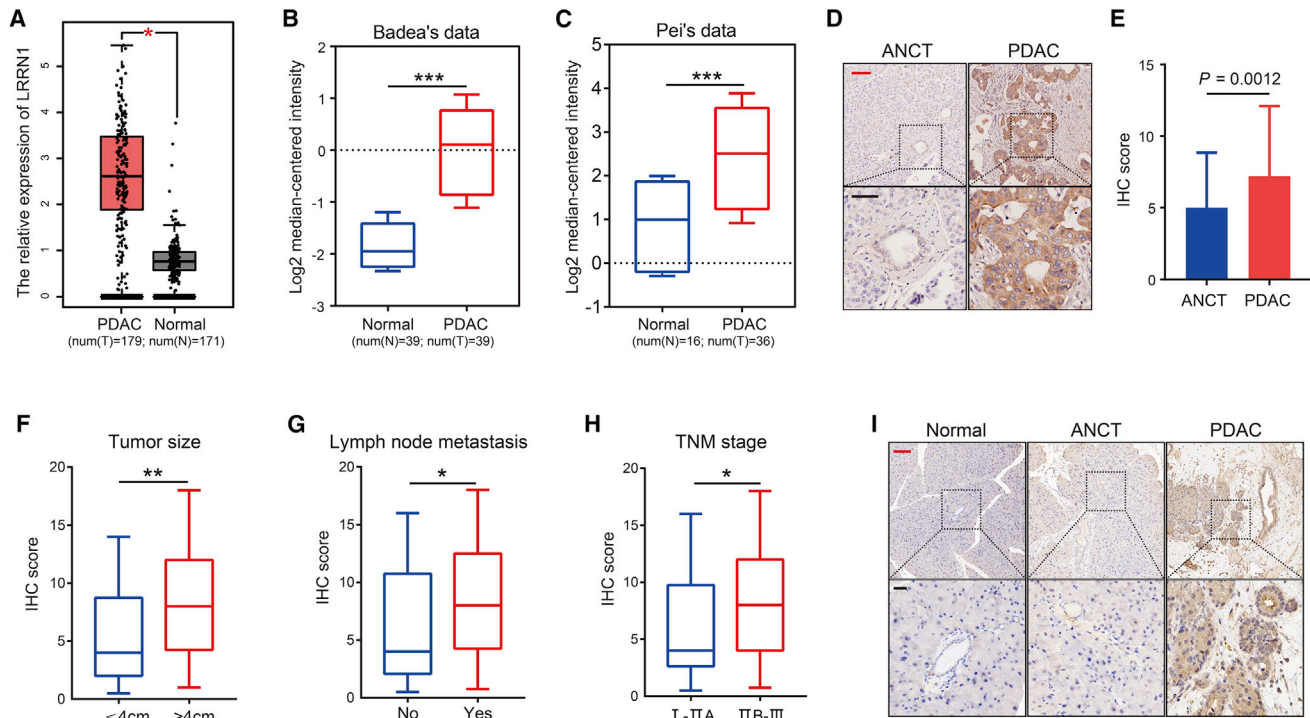 A
The relative expression of LRRN1
5
4
3
2
1
0
*
PDAC Normal
(num(T)=179; num(N)=171)
B
Badea's data
Log2 median-centered intensity
2
1
0
-1
-2
-3
***
Normal PDAC
(num(N)=39; num(T)=39)
C
Pei's data
Log2 median-centered intensity
5
4
3
2
1
0
-1
***
Normal PDAC
(num(N)=16; num(T)=36)
D
ANCT PDAC
E
IHC score
15
10
5
0
P = 0.0012
ANCT PDAC
F
Tumor size
IHC score
20
15
10
5
0
**
≤4cm >4cm
G
Lymph node metastasis
IHC score
20
15
10
5
0
*
No Yes
H
TNM stage
IHC score
20
15
10
5
0
*
I-IIA IIB-III
I
Normal ANCT PDAC